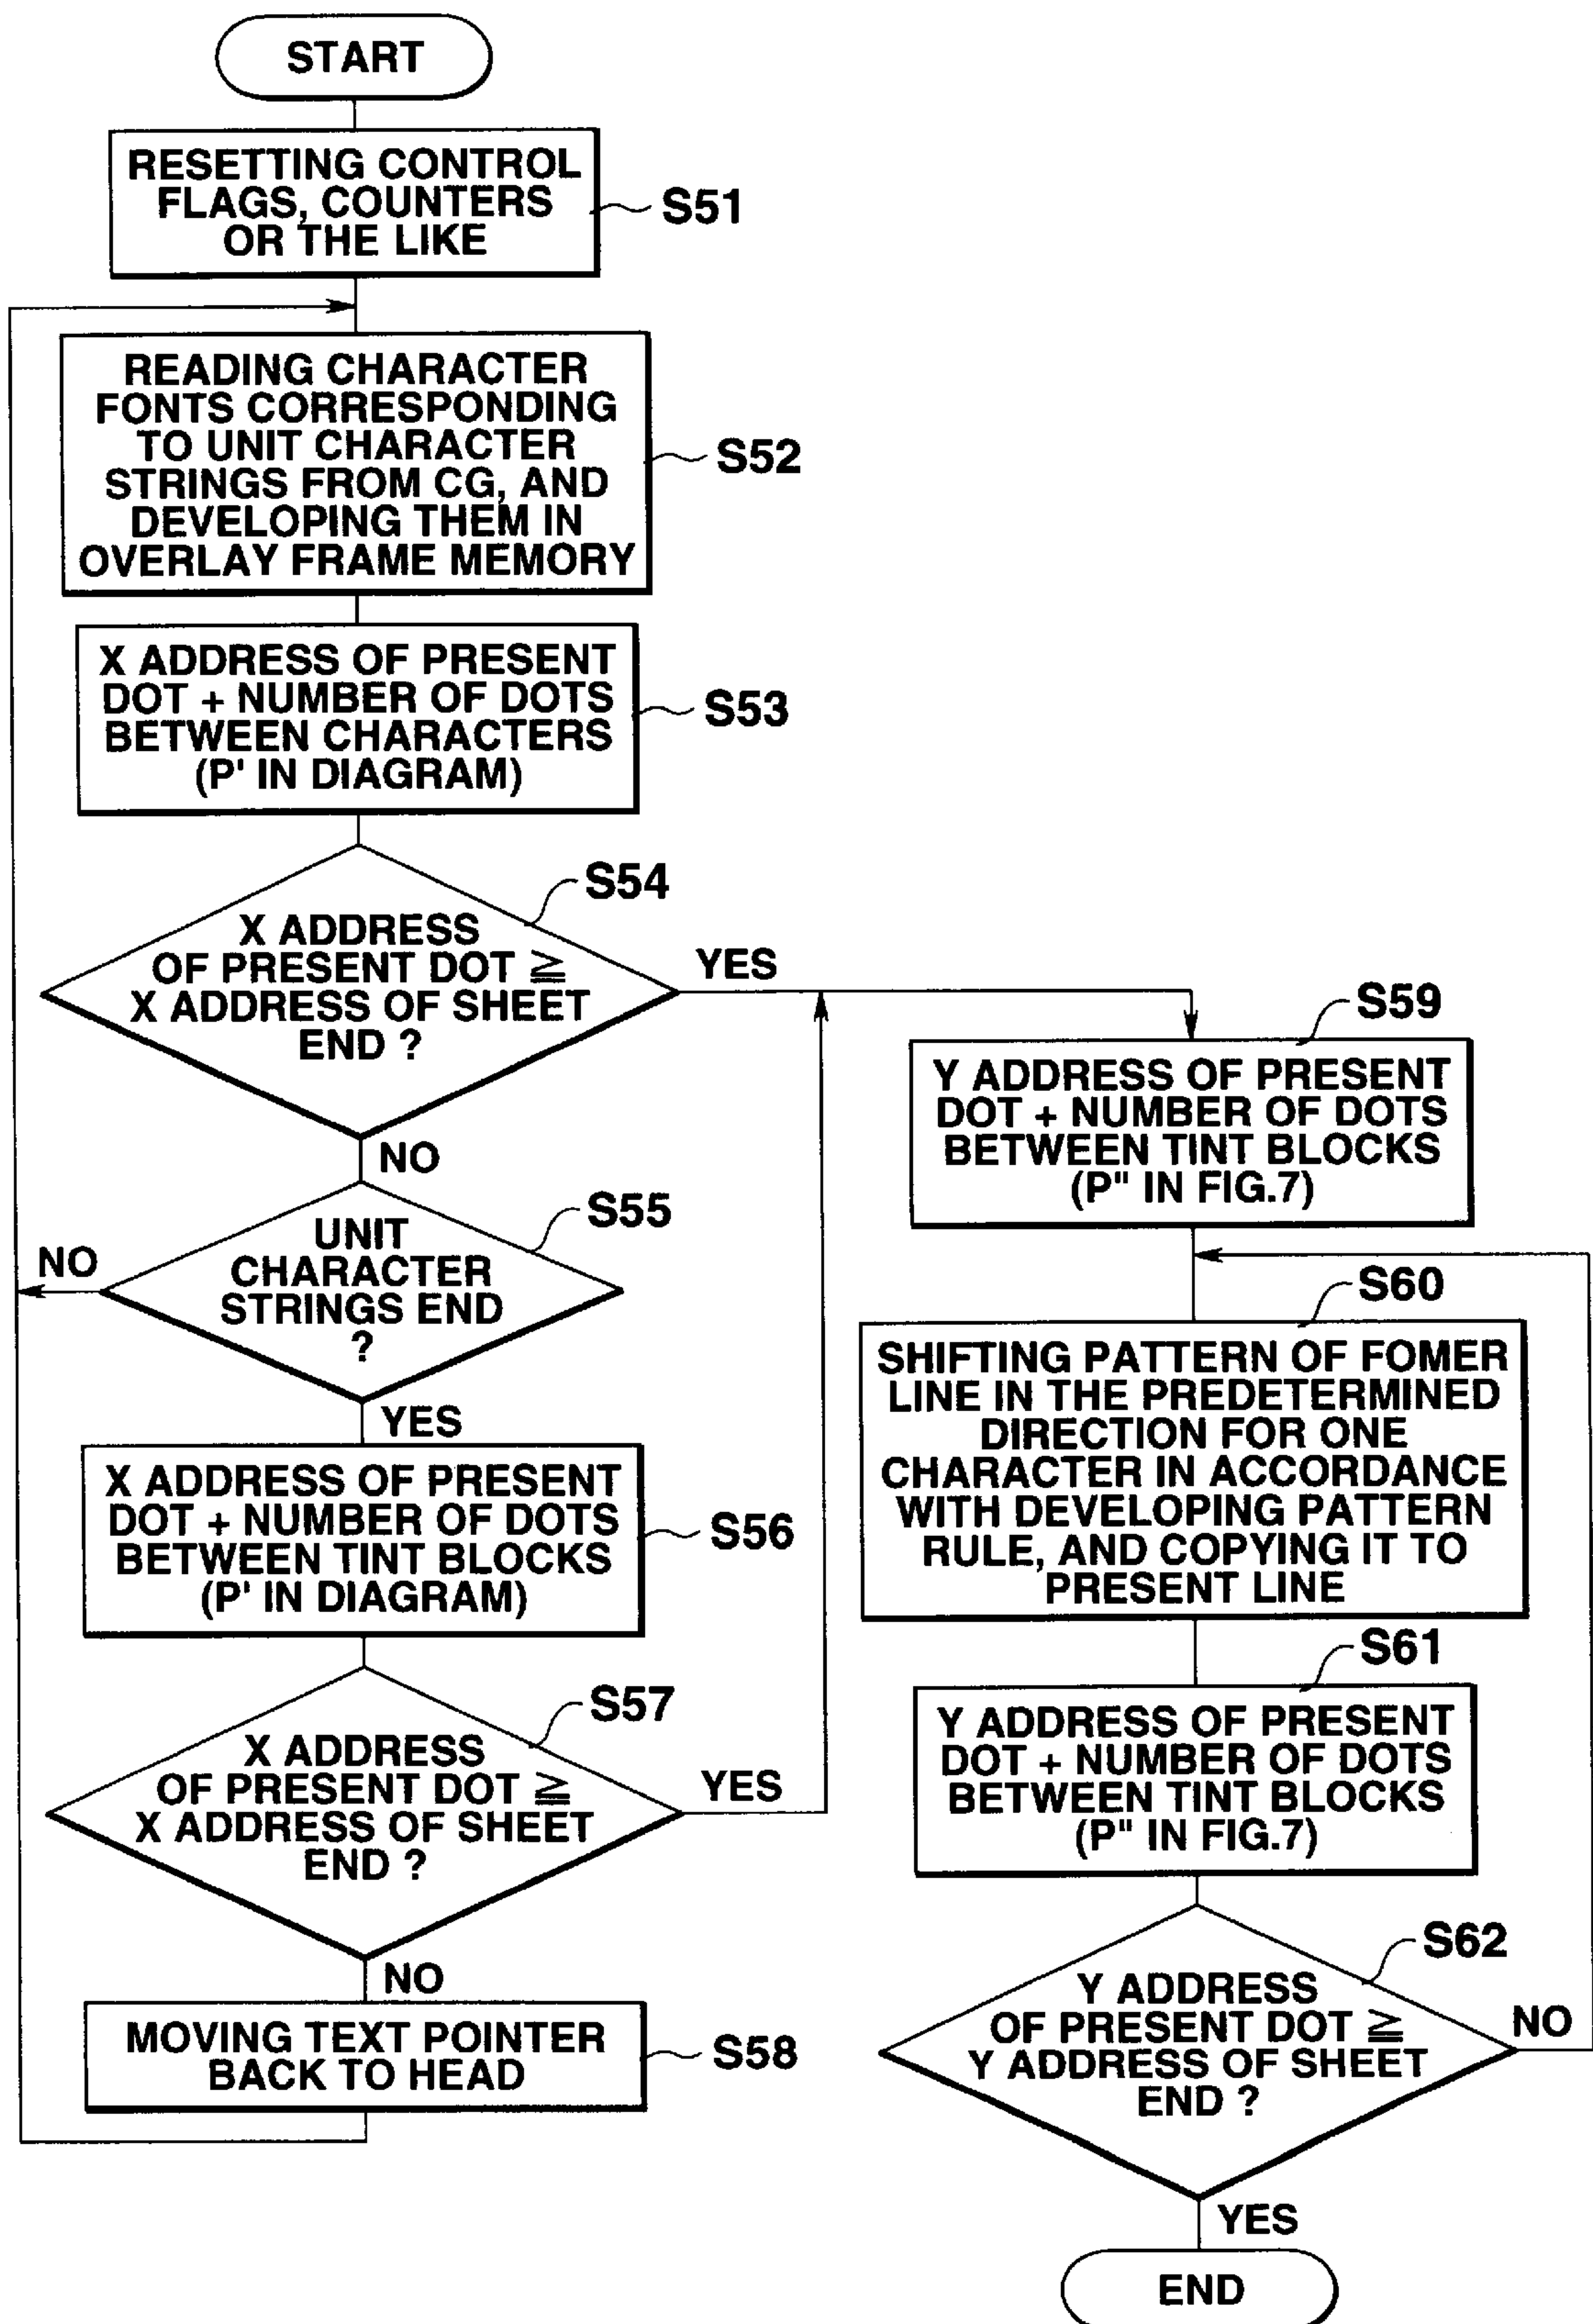 START
RESETTING CONTROL
FLAGS, COUNTERS
OR THE LIKE
S51
READING CHARACTER
FONTS CORRESPONDING
TO UNIT CHARACTER
STRINGS FROM CG, AND
DEVELOPING THEM IN
OVERLAY FRAME MEMORY
S52
X ADDRESS OF PRESENT
DOT + NUMBER OF DOTS
BETWEEN CHARACTERS
(P' IN DIAGRAM)
S53
X ADDRESS
OF PRESENT DOT ≧
X ADDRESS OF SHEET
END ?
S54
YES
NO
UNIT
CHARACTER
STRINGS END
?
S55
NO
YES
X ADDRESS OF PRESENT
DOT + NUMBER OF DOTS
BETWEEN TINT BLOCKS
(P' IN DIAGRAM)
S56
X ADDRESS
OF PRESENT DOT ≧
X ADDRESS OF SHEET
END ?
S57
YES
NO
MOVING TEXT POINTER
BACK TO HEAD
S58
S59
Y ADDRESS OF PRESENT
DOT + NUMBER OF DOTS
BETWEEN TINT BLOCKS
(P" IN FIG.7)
S60
SHIFTING PATTERN OF FOMER
LINE IN THE PREDETERMINED
DIRECTION FOR ONE
CHARACTER IN ACCORDANCE
WITH DEVELOPING PATTERN
RULE, AND COPYING IT TO
PRESENT LINE
S61
Y ADDRESS OF PRESENT
DOT + NUMBER OF DOTS
BETWEEN TINT BLOCKS
(P" IN FIG.7)
S62
Y ADDRESS
OF PRESENT DOT ≧
Y ADDRESS OF SHEET
END ?
NO
YES
END